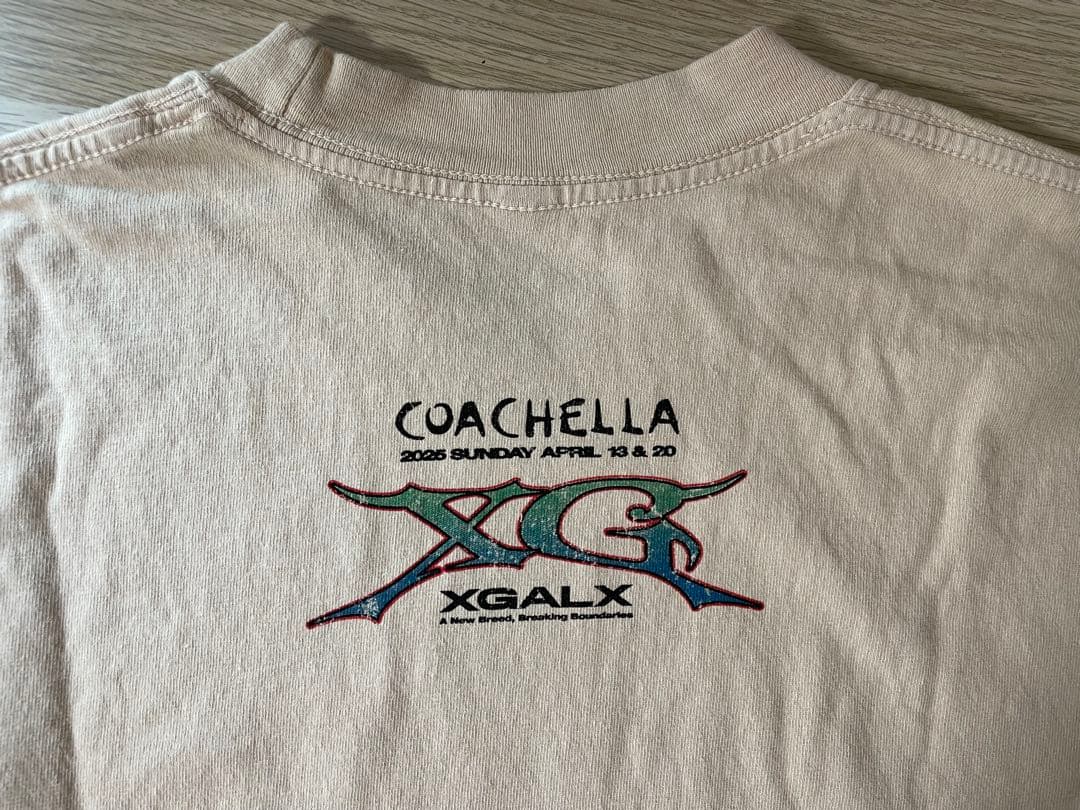 COACHELLA
2025 SUNDAY APRIL 13 & 20
XG
XGALX
A New Breed, Breaking Boundaries